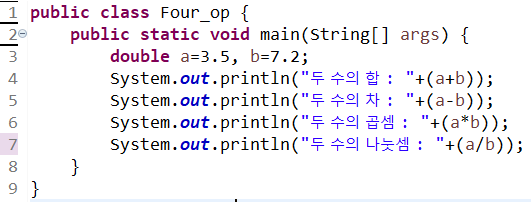 1 public class Four_op {
2 public static void main(String[] args) {
3 double a=3.5, b=7.2;
4 System.out.println("두 수의 합 : "+(a+b));
5 System.out.println("두 수의 차 : "+(a-b));
6 System.out.println("두 수의 곱셈 : "+(a*b));
7 System.out.println("두 수의 나눗셈 : "+(a/b));
8 }
9 }